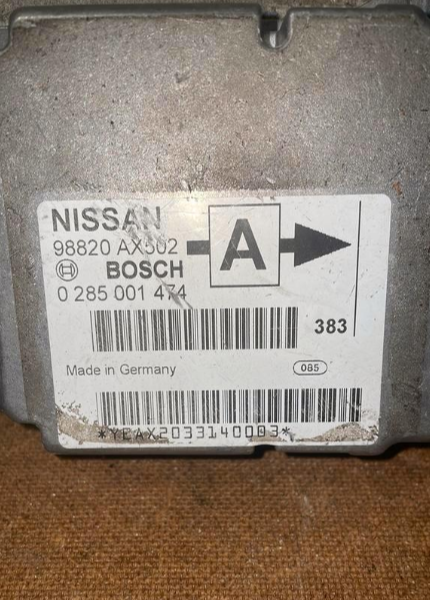 NISSAN
98820 AX502
A
BOSCH
0 285 001 474
383
Made in Germany
085
*YEAX2033140003*